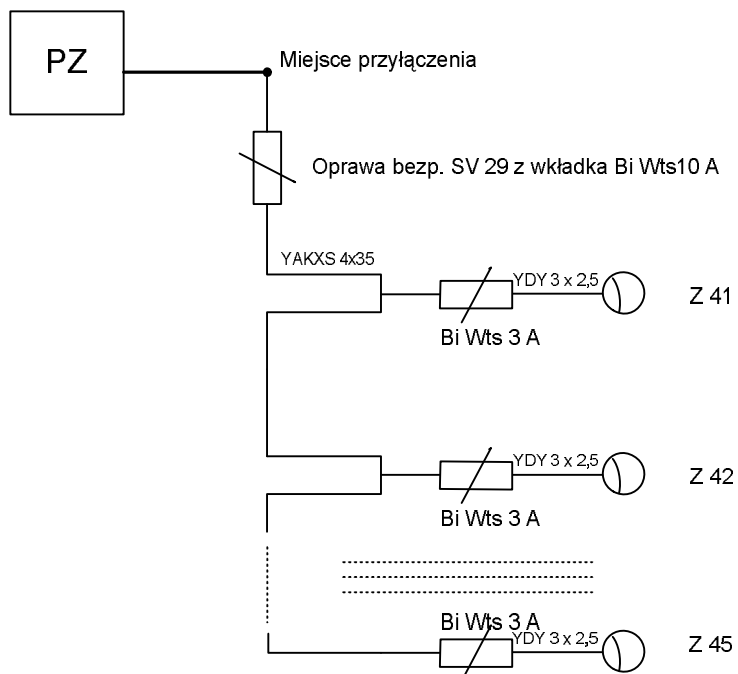 PZ
Miejsce przyłączenia
Oprawa bezp. SV 29 z wkładka Bi Wts10 A
YAKXS 4x35
YDY 3 x 2,5
Z 41
Bi Wts 3 A
YDY 3 x 2,5
Z 42
Bi Wts 3 A
Bi Wts 3 A
YDY 3 x 2,5
Z 45